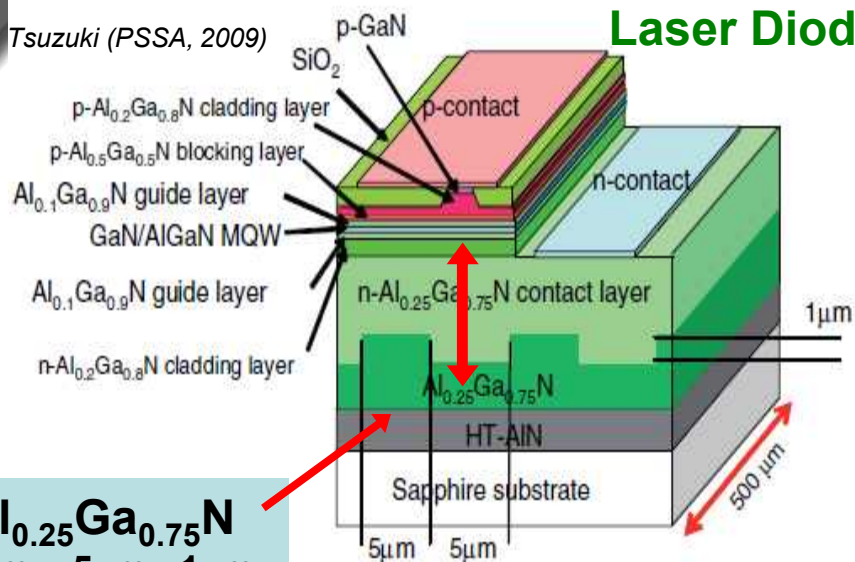 Tsuzuki (PSSA, 2009)
Laser Diod
p-GaN
SiO₂
p-Al₀.₂Ga₀.₈N cladding layer
p-contact
p-Al₀.₅Ga₀.₅N blocking layer
n-contact
Al₀.₁Ga₀.₉N guide layer
GaN/AlGaN MQW
Al₀.₁Ga₀.₉N guide layer
n-Al₀.₂₅Ga₀.₇₅N contact layer
1μm
n-Al₀.₂Ga₀.₈N cladding layer
Al₀.₂₅Ga₀.₇₅N
HT-AlN
Sapphire substrate
500 μm
l₀.₂₅Ga₀.₇₅N
5μm 5μm